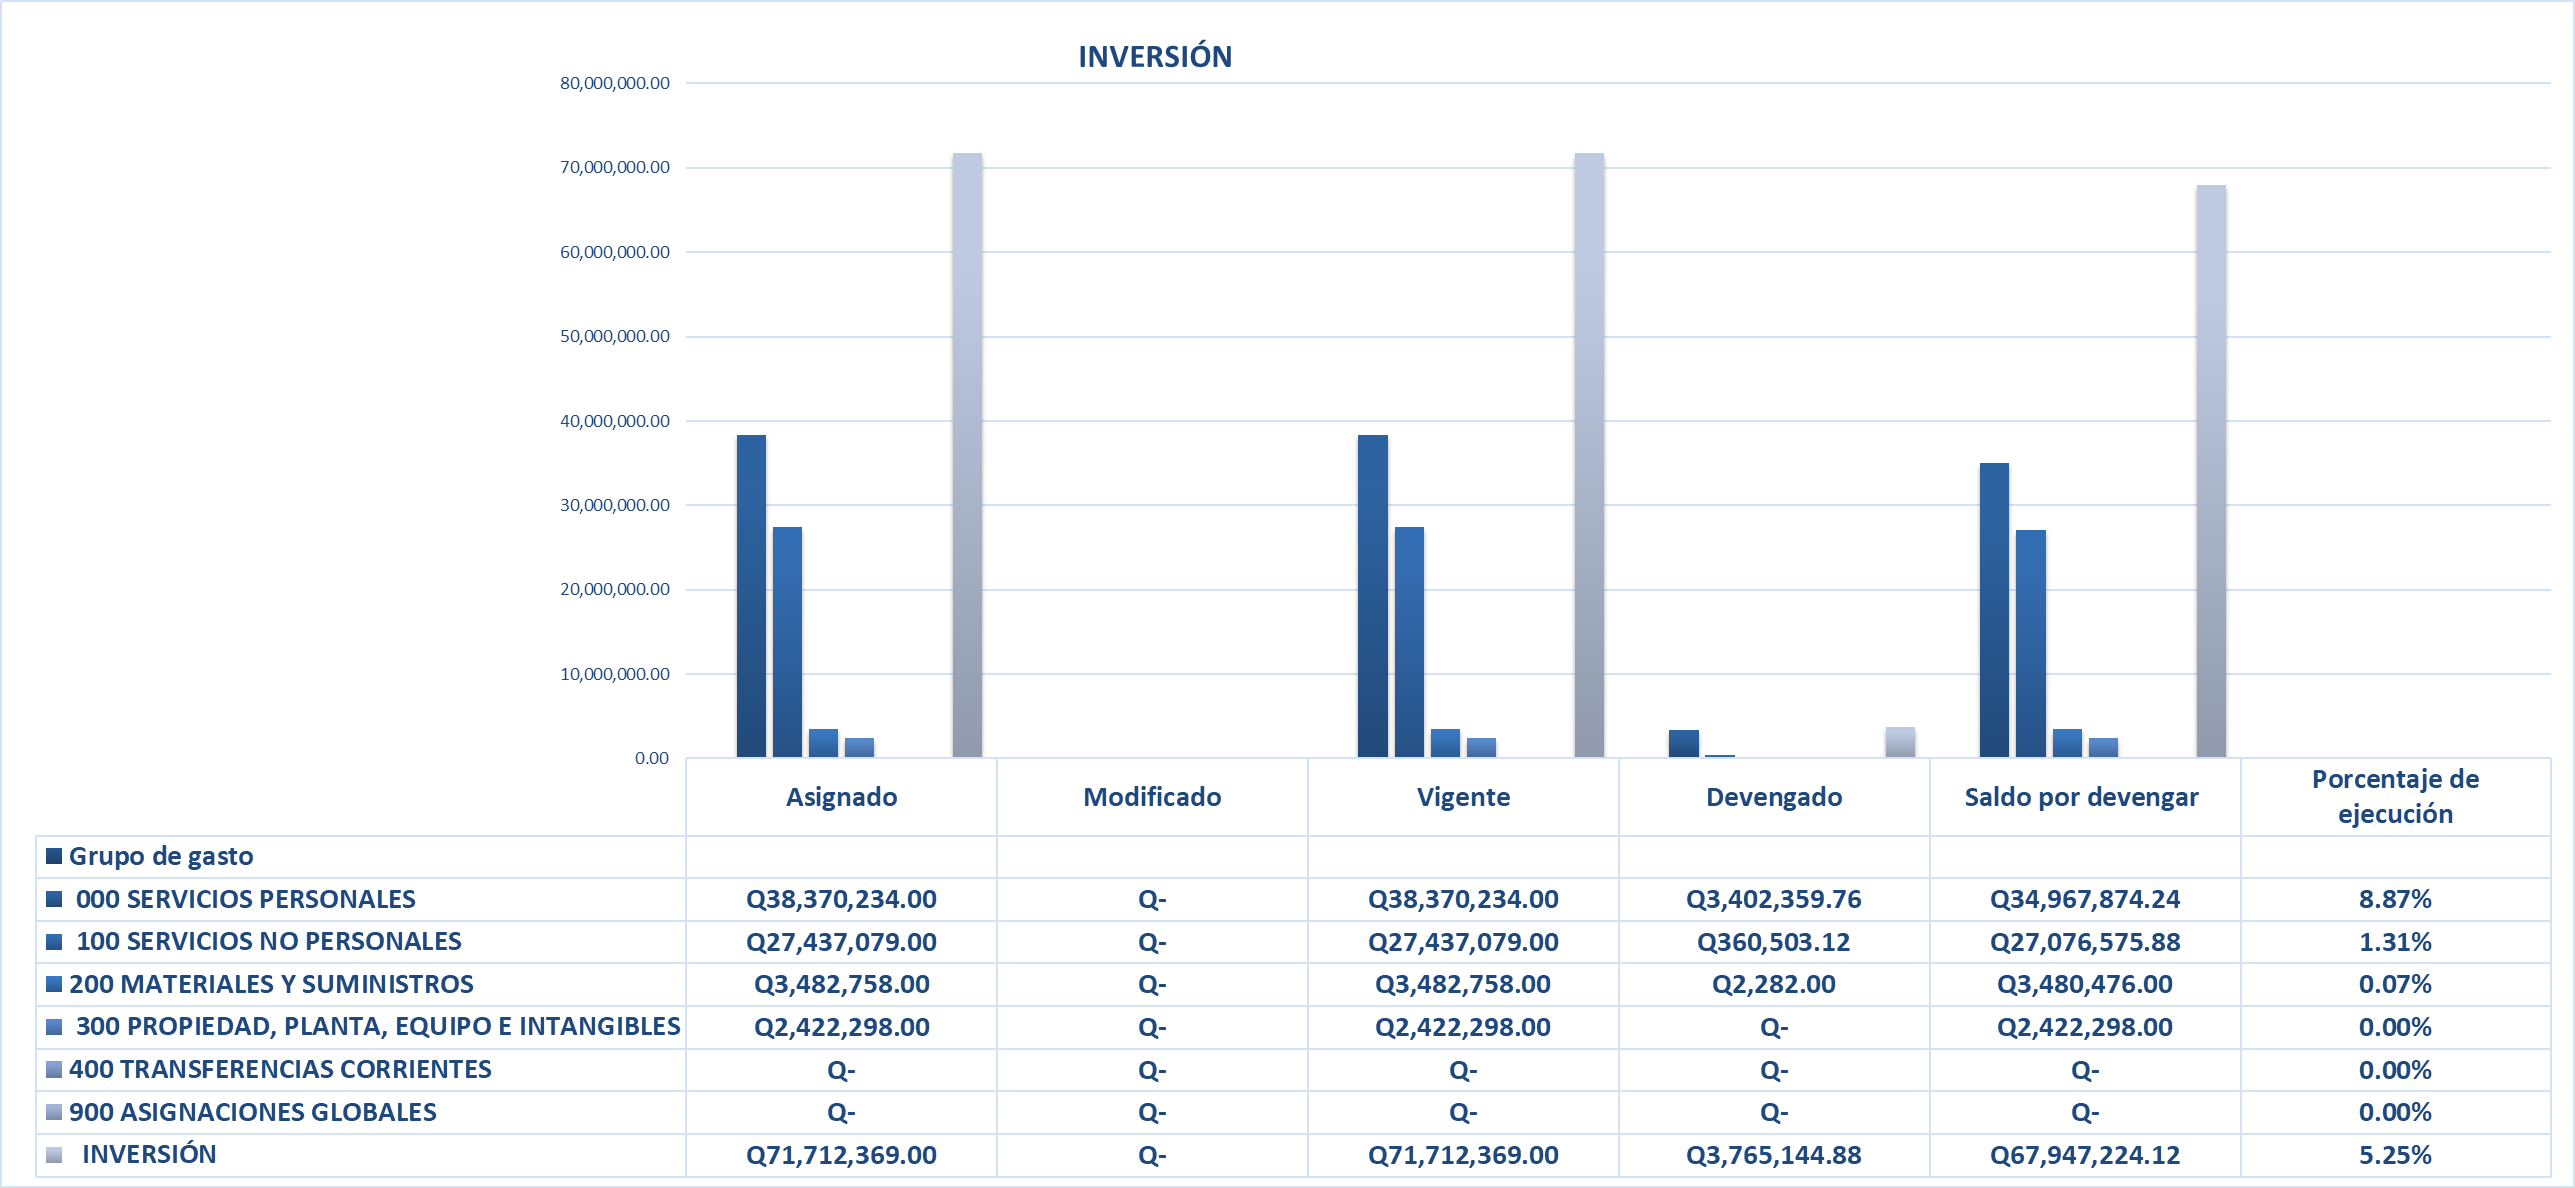 INVERSIÓN
80,000,000.00
70,000,000.00
60,000,000.00
50,000,000.00
40,000,000.00
30,000,000.00
20,000,000.00
10,000,000.00
0.00
Asignado Modificado Vigente Devengado Saldo por devengar Porcentaje de
ejecución
Grupo de gasto
000 SERVICIOS PERSONALES Q38,370,234.00 Q- Q38,370,234.00 Q3,402,359.76 Q34,967,874.24 8.87%
100 SERVICIOS NO PERSONALES Q27,437,079.00 Q- Q27,437,079.00 Q360,503.12 Q27,076,575.88 1.31%
200 MATERIALES Y SUMINISTROS Q3,482,758.00 Q- Q3,482,758.00 Q2,282.00 Q3,480,476.00 0.07%
300 PROPIEDAD, PLANTA, EQUIPO E INTANGIBLES Q2,422,298.00 Q- Q2,422,298.00 Q- Q2,422,298.00 0.00%
400 TRANSFERENCIAS CORRIENTES Q- Q- Q- Q- Q- 0.00%
900 ASIGNACIONES GLOBALES Q- Q- Q- Q- Q- 0.00%
INVERSIÓN Q71,712,369.00 Q- Q71,712,369.00 Q3,765,144.88 Q67,947,224.12 5.25%